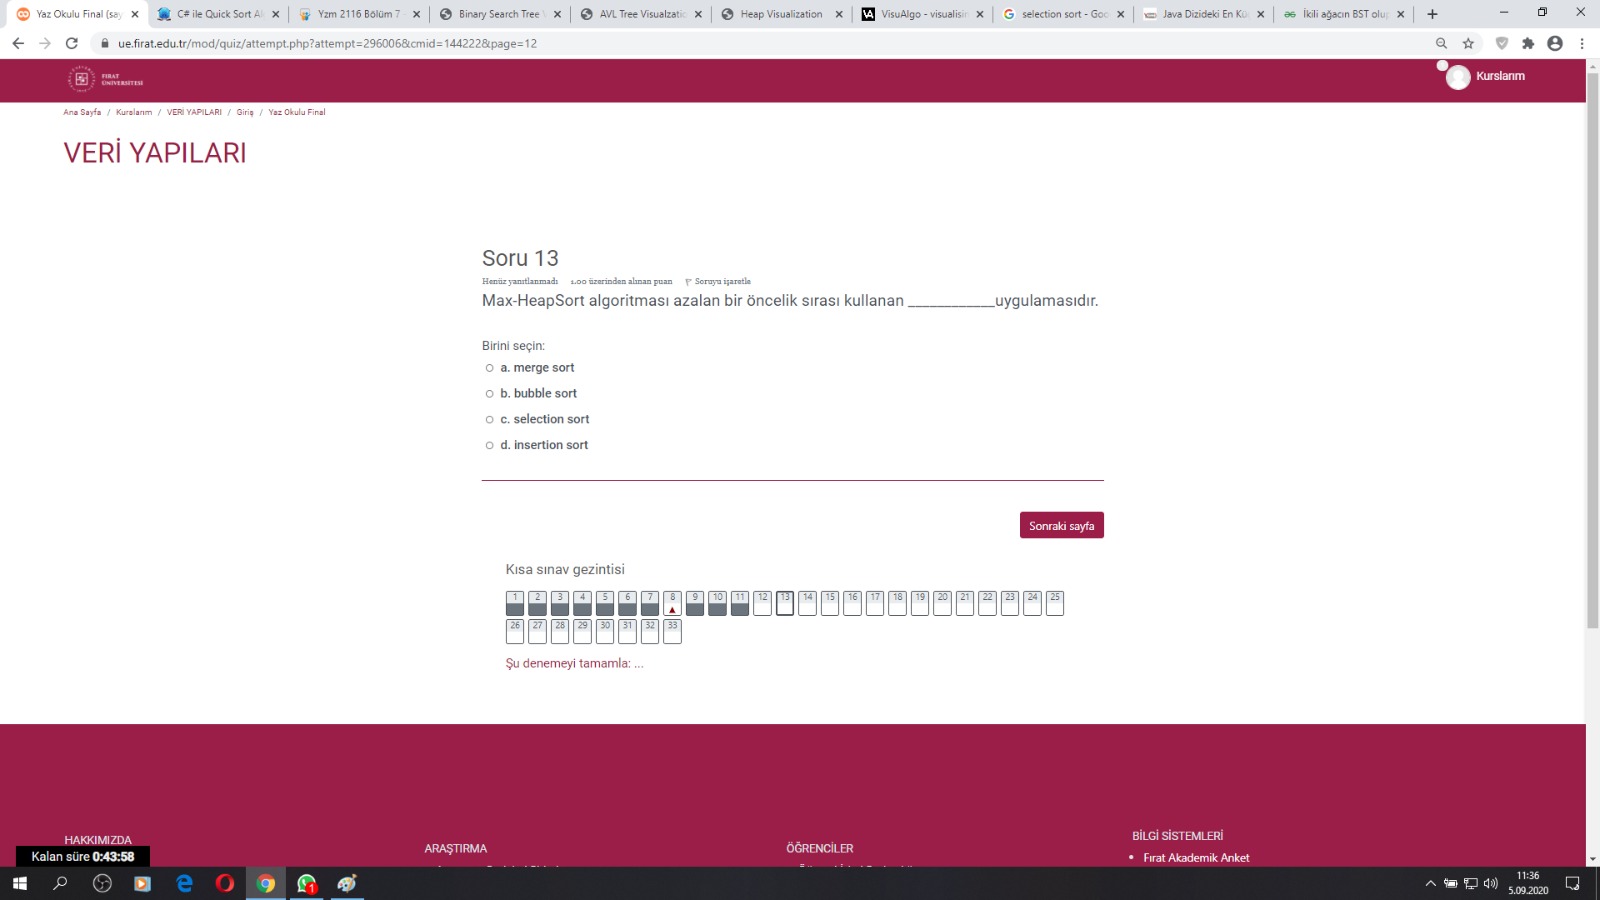 Yaz Okulu Final (say
C# ile Quick Sort Al
Yzm 2116 Bölüm 7
Binary Search Tree V
AVL Tree Visualzatio
Heap Visualization
VisuAlgo - visualisin
selection sort - Goo
Java Dizideki En Kü
İkili ağacın BST olup
ue.firat.edu.tr/mod/quiz/attempt.php?attempt=296006&cmid=144222&page=12
FIRAT
ÜNİVERSİTESİ
Kurslarım
Ana Sayfa / Kurslarım / VERİ YAPILARI / Giriş / Yaz Okulu Final
VERİ YAPILARI
Soru 13
Henüz yanıtlanmadı 1.00 üzerinden alınan puan Soruyu işaretle
Max-HeapSort algoritması azalan bir öncelik sırası kullanan ____________uygulamasıdır.
Birini seçin:
a. merge sort
b. bubble sort
c. selection sort
d. insertion sort
Sonraki sayfa
Kısa sınav gezintisi
1 2 3 4 5 6 7 8 9 10 11 12 13 14 15 16 17 18 19 20 21 22 23 24 25
26 27 28 29 30 31 32 33
Şu denemeyi tamamla: ...
HAKKIMIZDA
ARAŞTIRMA
ÖĞRENCİLER
BİLGİ SİSTEMLERİ
Fırat Akademik Anket
Kalan süre 0:43:58
1
11:36
5.09.2020